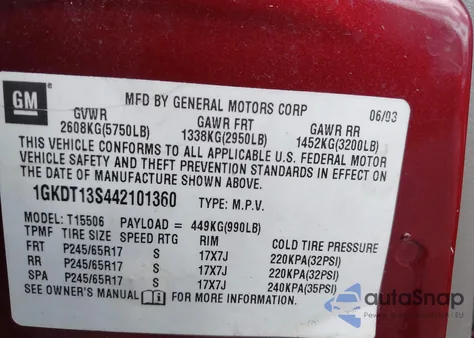 GM
MFD BY GENERAL MOTORS CORP
06/03
GVWR GAWR FRT GAWR RR
2608KG(5750LB) 1338KG(2950LB) 1452KG(3200LB)
THIS VEHICLE CONFORMS TO ALL APPLICABLE U.S. FEDERAL MOTOR
VEHICLE SAFETY AND THEFT PREVENTION STANDARDS IN EFFECT ON
THE DATE OF MANUFACTURE SHOWN ABOVE.
1GKDT13S442101360 TYPE: M.P.V.
MODEL: T15506 PAYLOAD = 449KG(990LB)
TPMF TIRE SIZE SPEED RTG RIM COLD TIRE PRESSURE
FRT P245/65R17 S 17X7J 220KPA(32PSI)
RR P245/65R17 S 17X7J 220KPA(32PSI)
SPA P245/65R17 S 17X7J 240KPA(35PSI)
SEE OWNER'S MANUAL FOR MORE INFORMATION
autoSnap